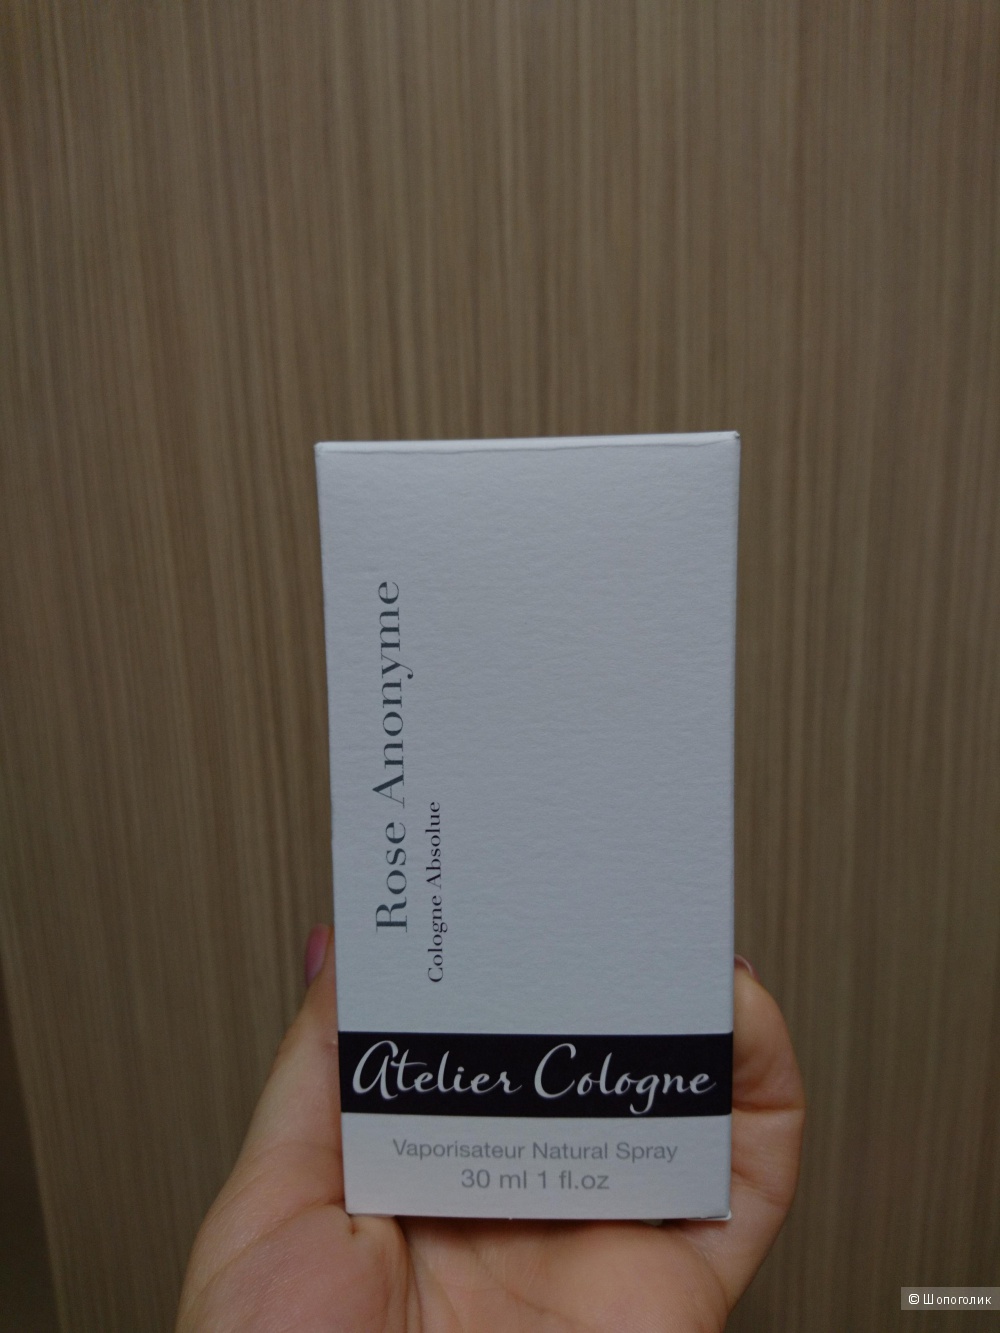 Rose Anonyme
Cologne Absolue
Atelier Cologne
Vaporisateur Natural Spray
30 ml 1 fl.oz
© Шопоголик